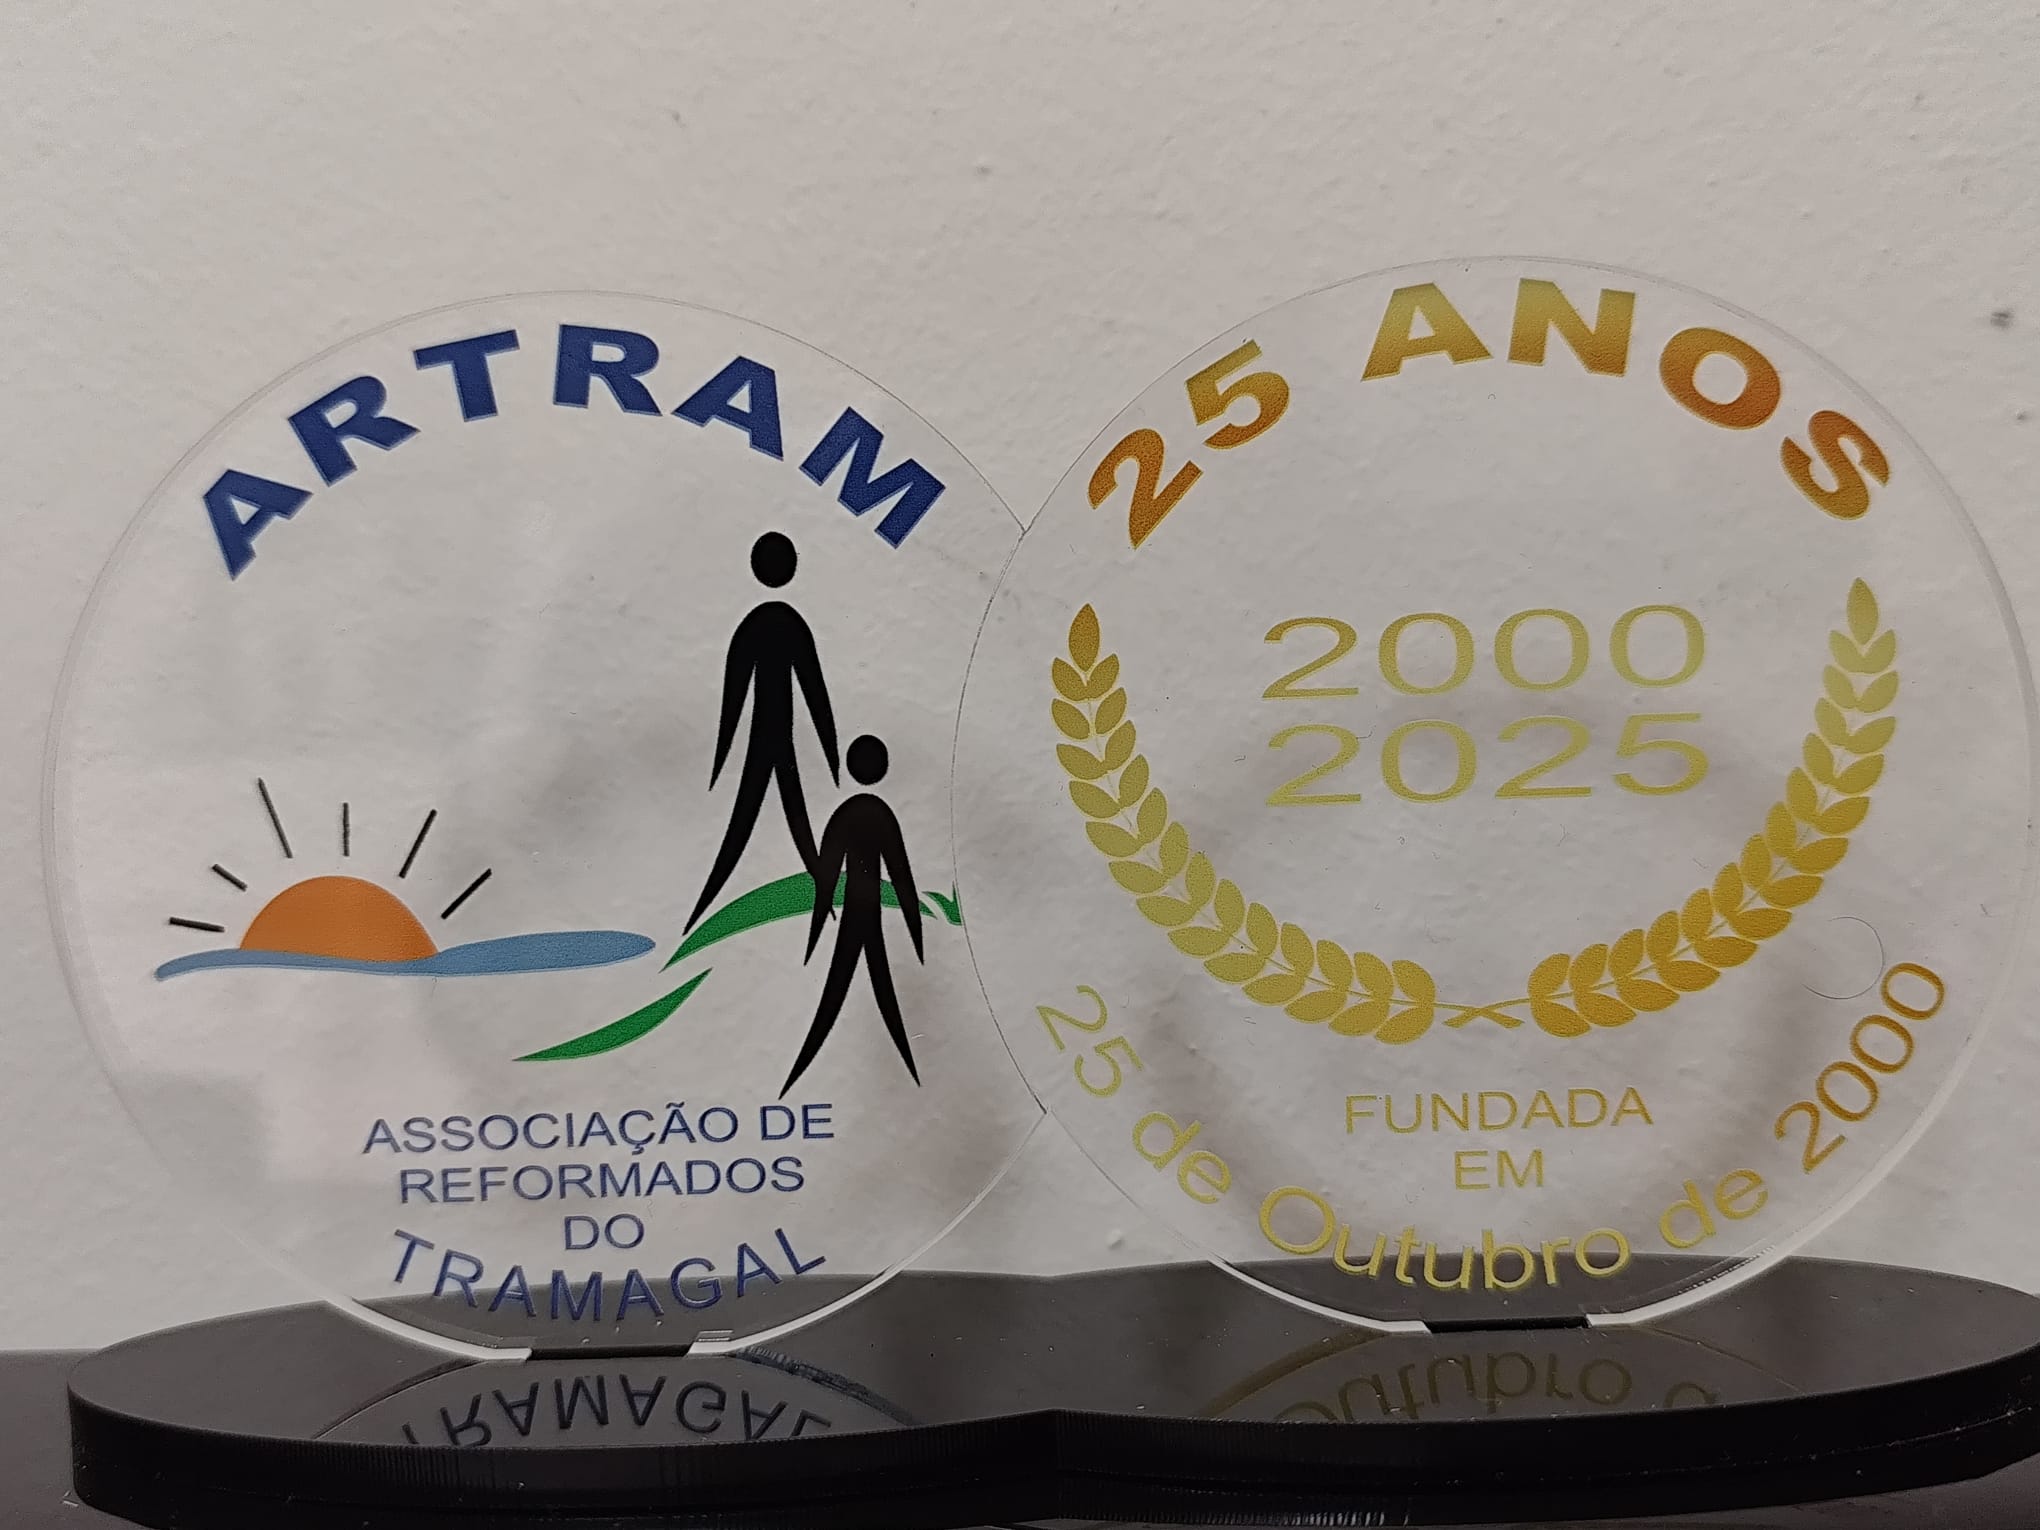 ARTRAM
ASSOCIAÇÃO DE
REFORMADOS
DO
TRAMAGAL
25 ANOS
2000
2025
FUNDADA
EM
25 de Outubro de 2000